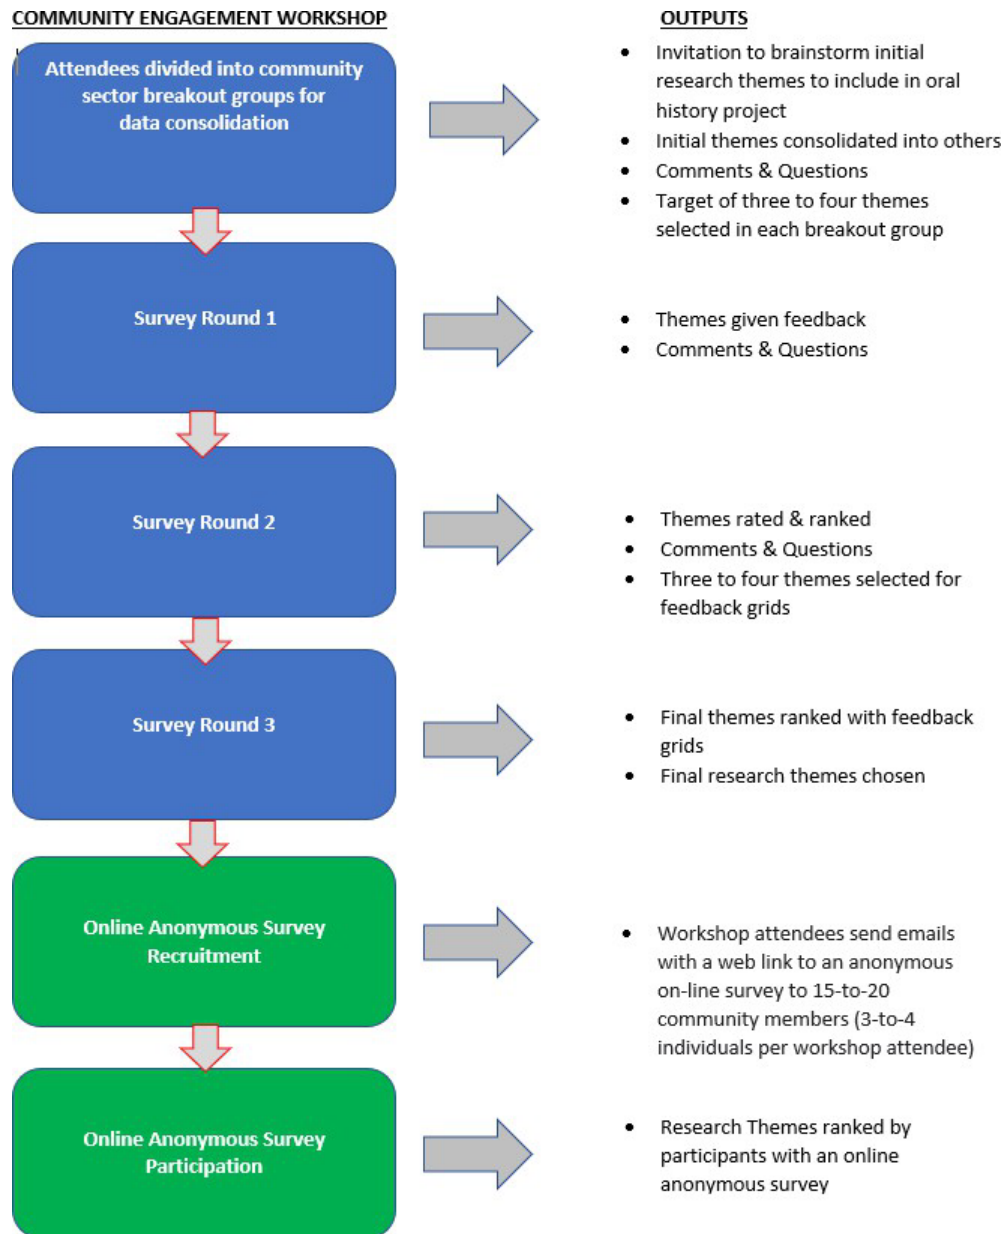 COMMUNITY ENGAGEMENT WORKSHOP
OUTPUTS
Attendees divided into community
sector breakout groups for
data consolidation
• Invitation to brainstorm initial
research themes to include in oral
history project
• Initial themes consolidated into others
• Comments & Questions
• Target of three to four themes
selected in each breakout group
Survey Round 1
• Themes given feedback
• Comments & Questions
Survey Round 2
• Themes rated & ranked
• Comments & Questions
• Three to four themes selected for
feedback grids
Survey Round 3
• Final themes ranked with feedback
grids
• Final research themes chosen
Online Anonymous Survey
Recruitment
• Workshop attendees send emails
with a web link to an anonymous
on-line survey to 15-to-20
community members (3-to-4
individuals per workshop attendee)
Online Anonymous Survey
Participation
• Research Themes ranked by
participants with an online
anonymous survey